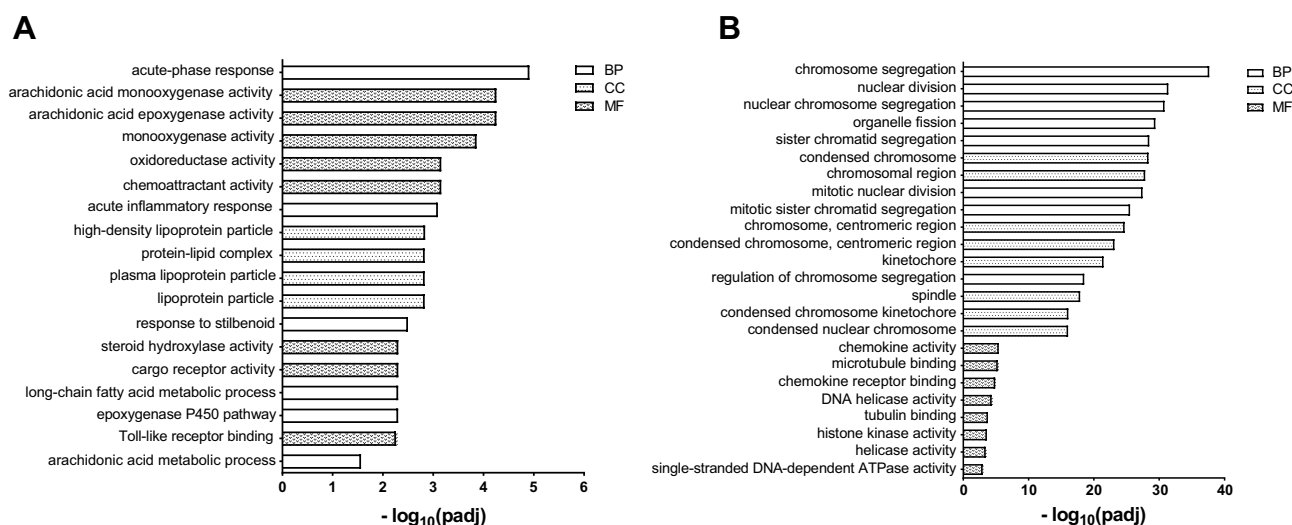 A
acute-phase response
arachidonic acid monooxygenase activity
arachidonic acid epoxygenase activity
monooxygenase activity
oxidoreductase activity
chemoattractant activity
acute inflammatory response
high-density lipoprotein particle
protein-lipid complex
plasma lipoprotein particle
lipoprotein particle
response to stilbenoid
steroid hydroxylase activity
cargo receptor activity
long-chain fatty acid metabolic process
epoxygenase P450 pathway
Toll-like receptor binding
arachidonic acid metabolic process
0 1 2 3 4 5 6
- log10(padj)
BP
CC
MF
B
chromosome segregation
nuclear division
nuclear chromosome segregation
organelle fission
sister chromatid segregation
condensed chromosome
chromosomal region
mitotic nuclear division
mitotic sister chromatid segregation
chromosome, centromeric region
condensed chromosome, centromeric region
kinetochore
regulation of chromosome segregation
spindle
condensed chromosome kinetochore
condensed nuclear chromosome
chemokine activity
microtubule binding
chemokine receptor binding
DNA helicase activity
tubulin binding
histone kinase activity
helicase activity
single-stranded DNA-dependent ATPase activity
0 10 20 30 40
- log10(padj)
BP
CC
MF